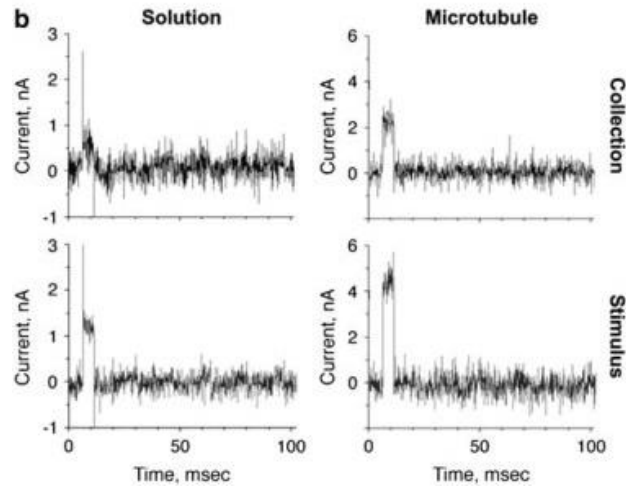 b
Solution
Microtubule
Current, nA
3
2
1
0
-1
Current, nA
6
4
2
0
Collection
Current, nA
3
2
1
0
-1
0
50
100
Time, msec
Current, nA
6
4
2
0
0
50
100
Time, msec
Stimulus